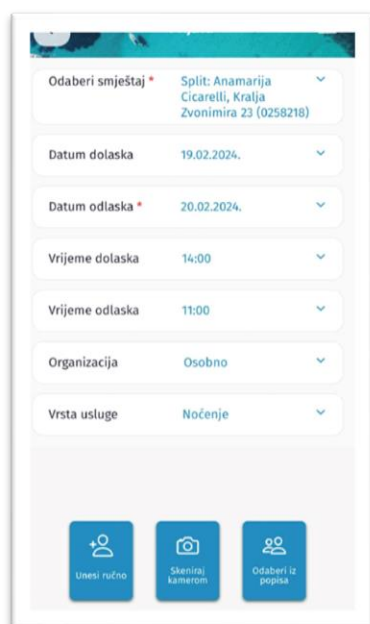 Odaberi smještaj * Split: Anamarija
Cicarelli, Kralja
Zvonimira 23 (0258218)
Datum dolaska 19.02.2024.
Datum odlaska * 20.02.2024.
Vrijeme dolaska 14:00
Vrijeme odlaska 11:00
Organizacija Osobno
Vrsta usluge Noćenje
Unesi ručno
Skeniraj
kamerom
Odaberi iz
popisa